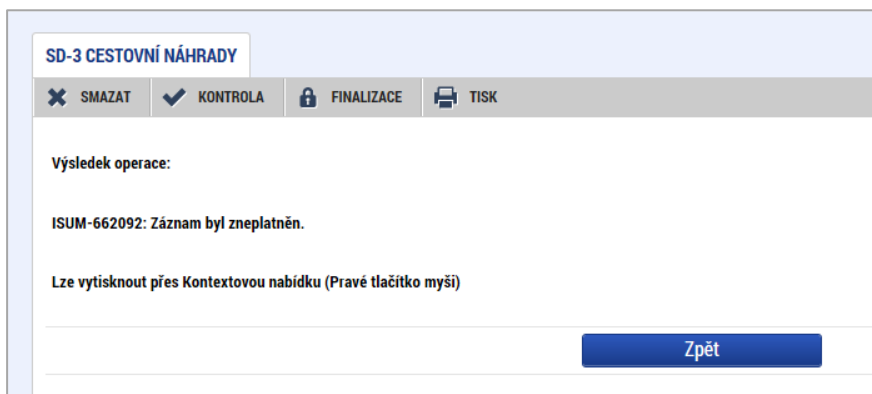 SD-3 CESTOVNÍ NÁHRADY
SMAZAT KONTROLA FINALIZACE TISK
Výsledek operace:
ISUM-662092: Záznam byl zneplatněn.
Lze vytisknout přes Kontextovou nabídku (Pravé tlačítko myši)
Zpět